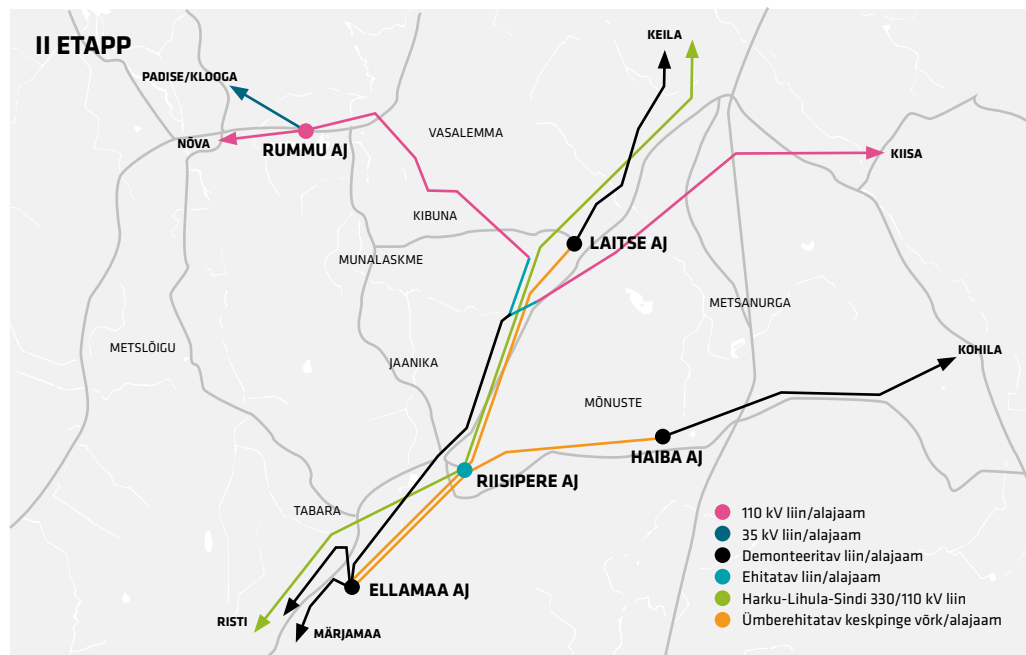 II ETAPP
KEILA
PADISE/KLOOGA
VASALEMMA
NÕVA
RUMMU AJ
KIISA
KIBUNA
LAITSE AJ
MUNALASKME
METSANURGA
METSLÕIGU
JAANIKA
KOHILA
MÕNUSTE
HAIBA AJ
RIISIPERE AJ
TABARA
ELLAMAA AJ
RISTI
MÄRJAMAA
110 kV liin/alajaam
35 kV liin/alajaam
Demonteeritav liin/alajaam
Ehitatav liin/alajaam
Harku-Lihula-Sindi 330/110 kV liin
Ümberehitatav keskpinge võrk/alajaam